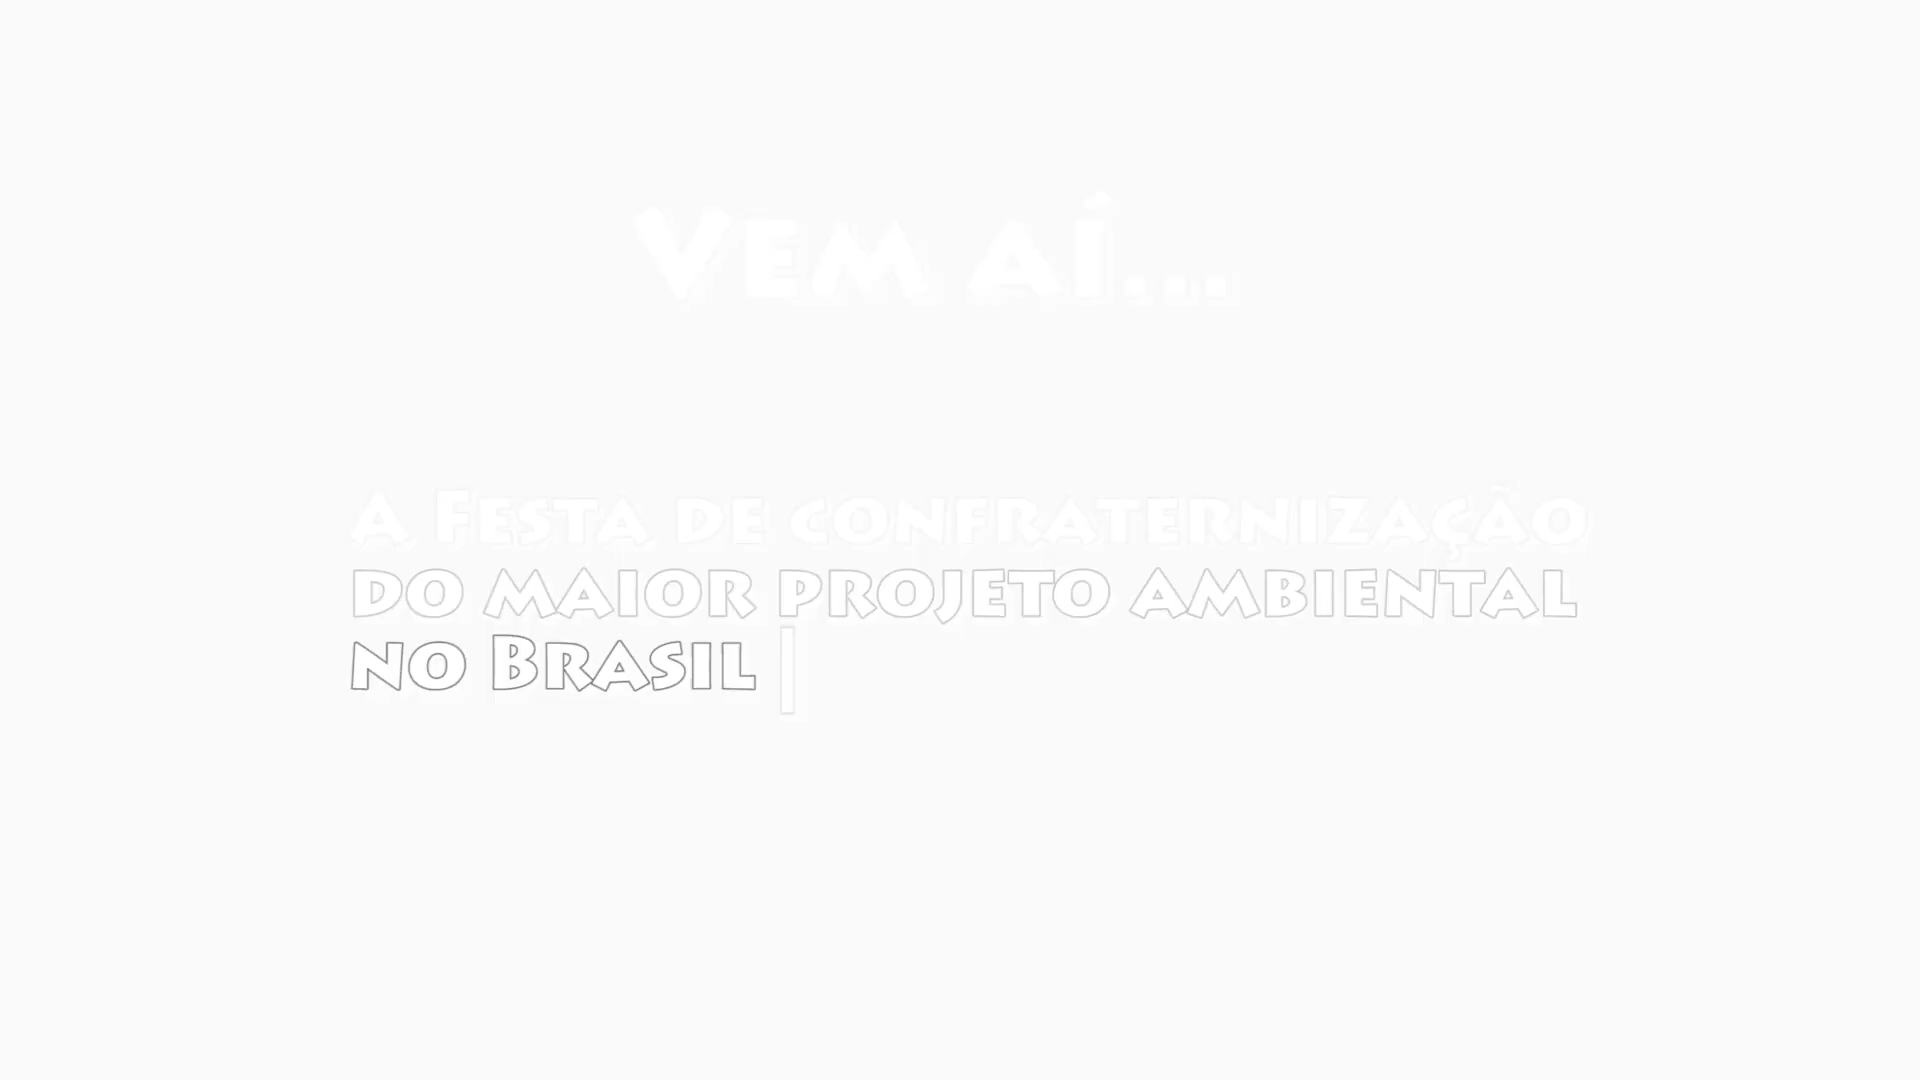 Vem aí...
A Festa de confraternização
do maior projeto ambiental
no Brasil